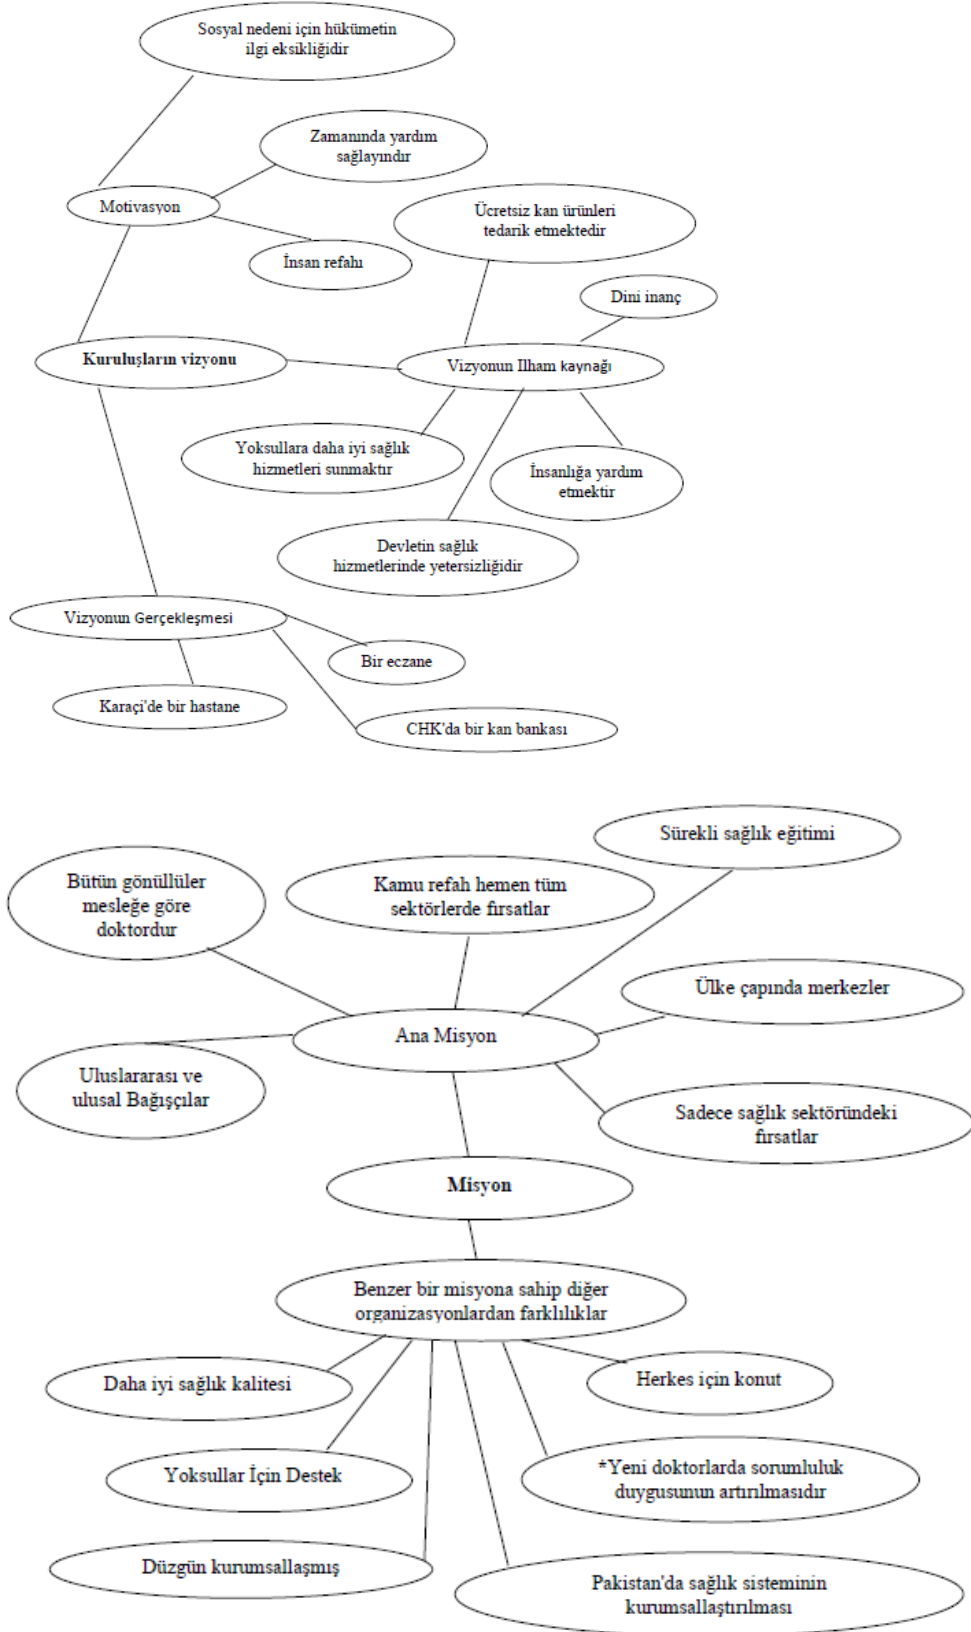 Sosyal nedeni için hükümetin
ilgi eksikliğidir
Zamanında yardım
sağlayındır
Motivasyon
Ücretsiz kan ürünleri
tedarik etmektedir
İnsan refahı
Dini inanç
Kuruluşların vizyonu
Vizyonun Ilham kaynağı
Yoksullara daha iyi sağlık
hizmetleri sunmaktır
İnsanlığa yardım
etmektir
Devletin sağlık
hizmetlerinde yetersizliğidir
Vizyonun Gerçekleşmesi
Bir eczane
Karaçi'de bir hastane
CHK'da bir kan bankası
Sürekli sağlık eğitimi
Bütün gönüllüler
mesleğe göre
doktordur
Kamu refah hemen tüm
sektörlerde fırsatlar
Ülke çapında merkezler
Ana Misyon
Uluslararası ve
ulusal Bağışçılar
Sadece sağlık sektöründeki
fırsatlar
Misyon
Benzer bir misyona sahip diğer
organizasyonlardan farklılıklar
Daha iyi sağlık kalitesi
Herkes için konut
Yoksullar İçin Destek
*Yeni doktorlarda sorumluluk
duygusunun artırılmasıdır
Düzgün kurumsallaşmış
Pakistan'da sağlık sisteminin
kurumsallaştırılması